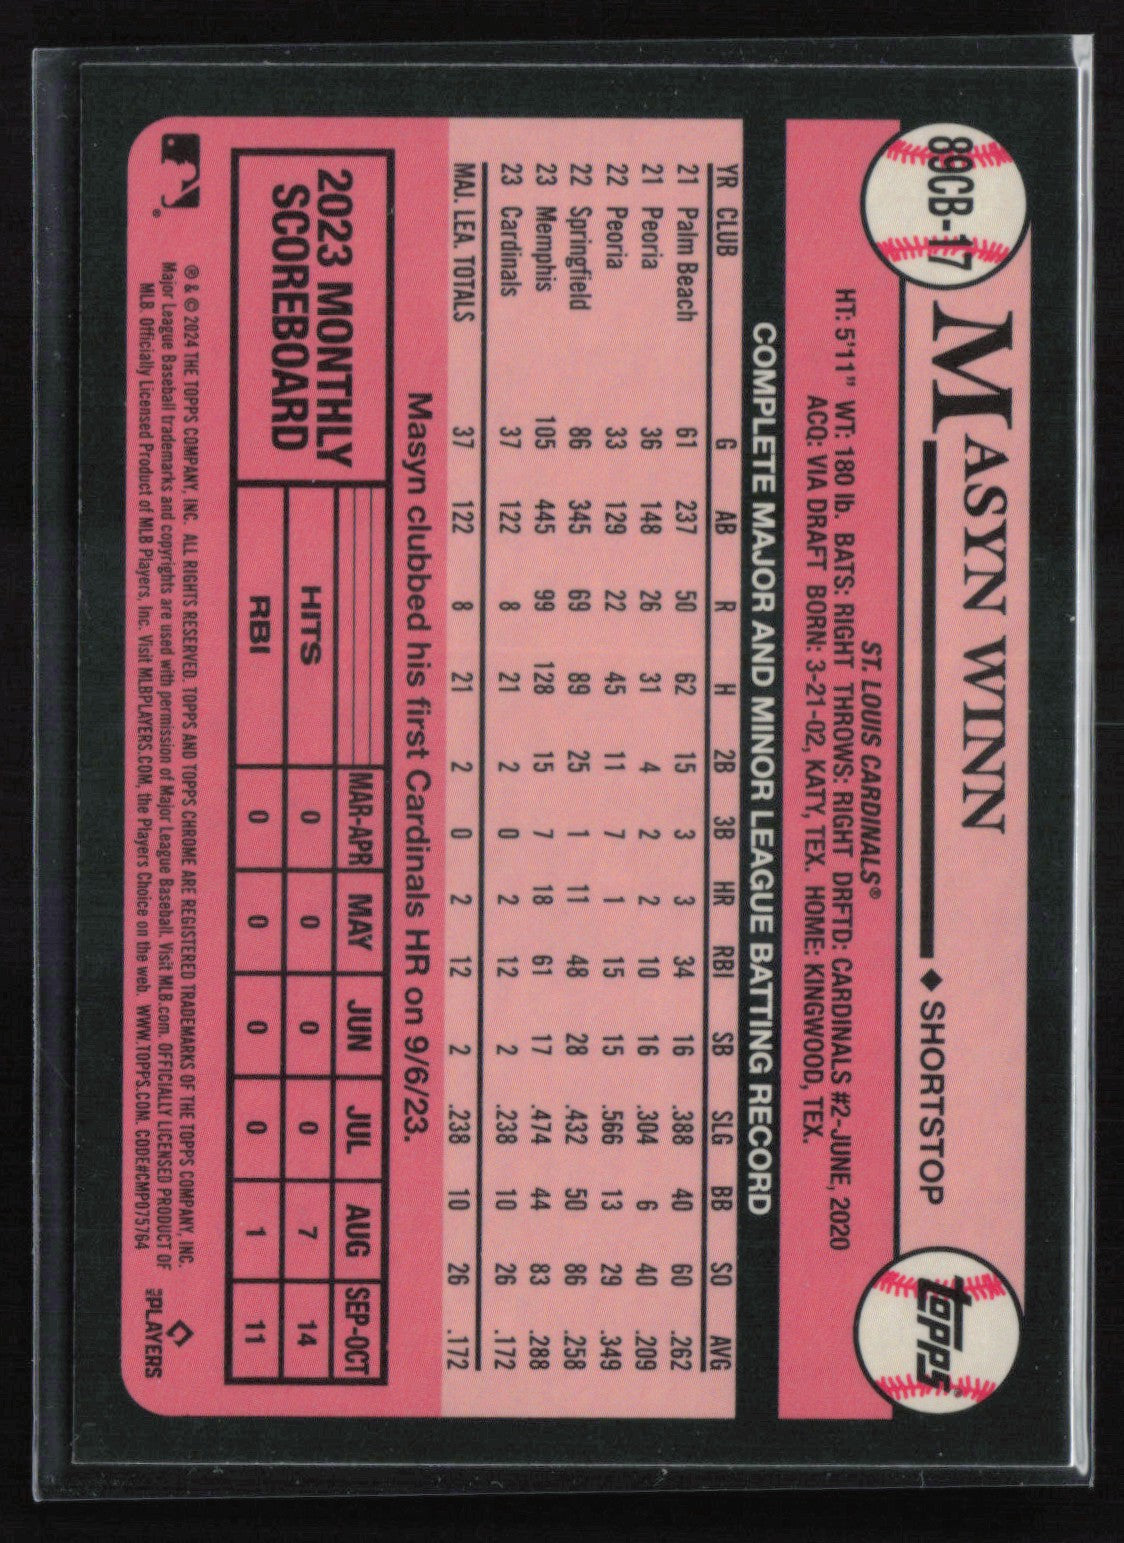 89CB-17
MASYN WINN
♦ SHORTSTOP
TOPPS®
ST. LOUIS CARDINALS®
HT: 5'11" WT: 180 lb. BATS: RIGHT THROWS: RIGHT DRFTD: CARDINALS #2-JUNE, 2020
ACQ: VIA DRAFT BORN: 3-21-02, KATY, TEX. HOME: KINGWOOD, TEX.
COMPLETE MAJOR AND MINOR LEAGUE BATTING RECORD
YR CLUB G AB R H 2B 3B HR RBI SB SLG BB SO AVG
21 Palm Beach 61 237 50 62 15 3 3 34 16 .388 40 60 .262
21 Peoria 36 148 26 31 4 2 2 10 16 .304 6 40 .209
22 Peoria 33 129 22 45 11 7 1 15 15 .566 13 29 .349
22 Springfield 86 345 69 89 25 1 11 48 28 .432 50 86 .258
23 Memphis 105 445 99 128 15 7 18 61 17 .474 44 83 .288
23 Cardinals 37 122 8 21 2 0 2 12 2 .238 10 26 .172
MAJ. LEA. TOTALS 37 122 8 21 2 0 2 12 2 .238 10 26 .172
Masyn clubbed his first Cardinals HR on 9/6/23.
2023 MONTHLY
SCOREBOARD
MAR-APR MAY JUN JUL AUG SEP-OCT
HITS 0 0 0 0 7 14
RBI 0 0 0 0 1 11
® & © 2024 THE TOPPS COMPANY, INC. ALL RIGHTS RESERVED. TOPPS AND TOPPS CHROME ARE REGISTERED TRADEMARKS OF THE TOPPS COMPANY, INC.
Major League Baseball trademarks and copyrights are used with permission of Major League Baseball. Visit MLB.com. OFFICIALLY LICENSED PRODUCT OF
MLB. Officially Licensed Product of MLB Players, Inc. Visit MLBPLAYERS.COM, the Players Choice on the web. WWW.TOPPS.COM. CODE#CMP075764
MLB PLAYERS